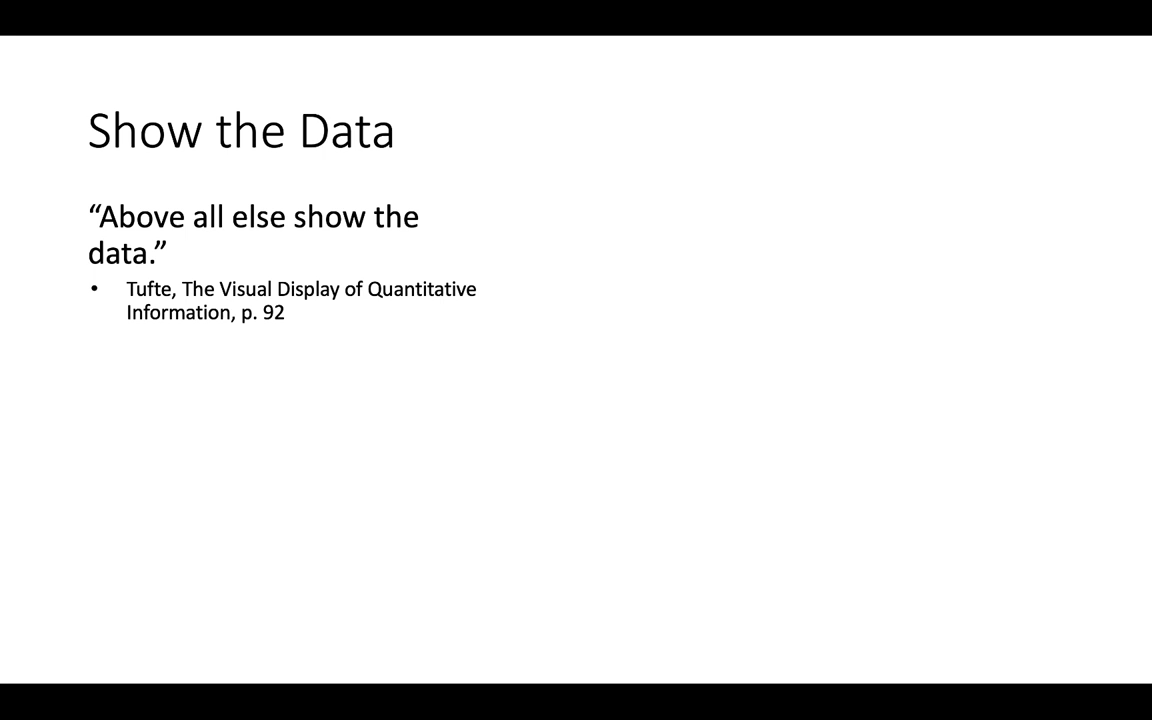 Show the Data
“Above all else show the
data.”
• Tufte, The Visual Display of Quantitative
Information, p. 92